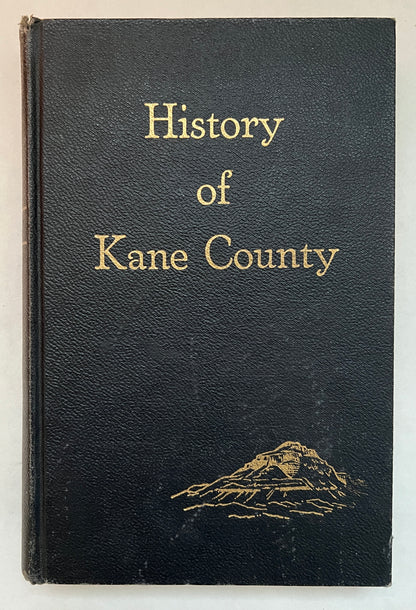 History
of
Kane County